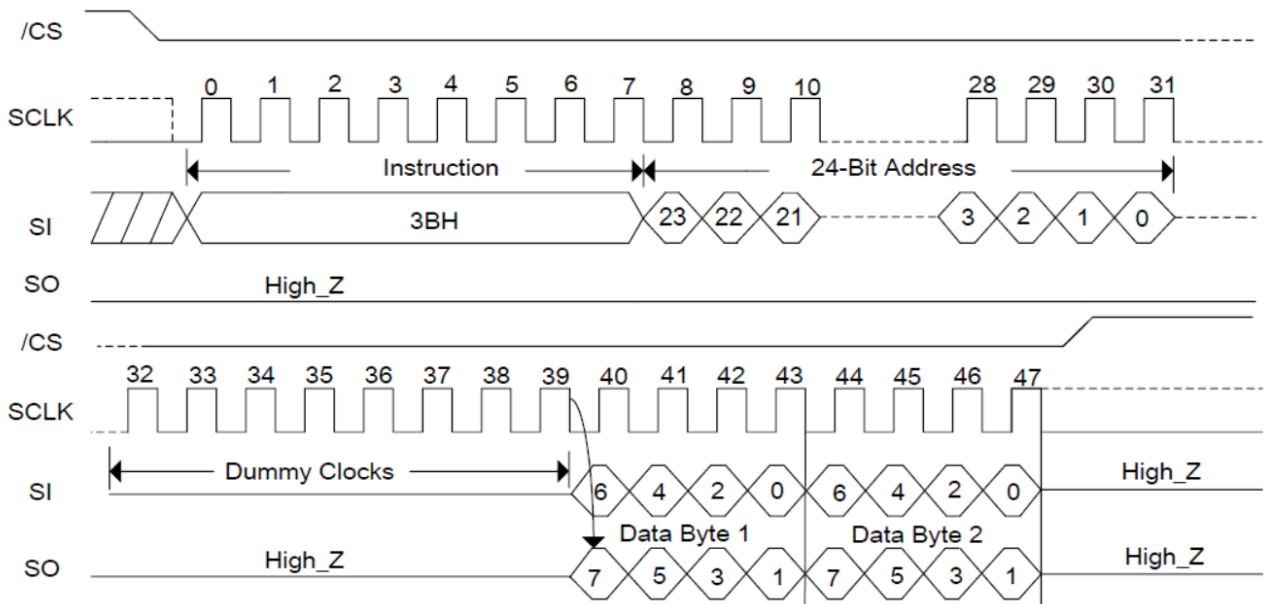 /CS
0 1 2 3 4 5 6 7 8 9 10 28 29 30 31
SCLK
Instruction 24-Bit Address
SI 3BH 23 22 21 3 2 1 0
SO High_Z
/CS
32 33 34 35 36 37 38 39 40 41 42 43 44 45 46 47
SCLK
Dummy Clocks
SI 6 4 2 0 6 4 2 0 High_Z
Data Byte 1 Data Byte 2
SO High_Z 7 5 3 1 7 5 3 1 High_Z